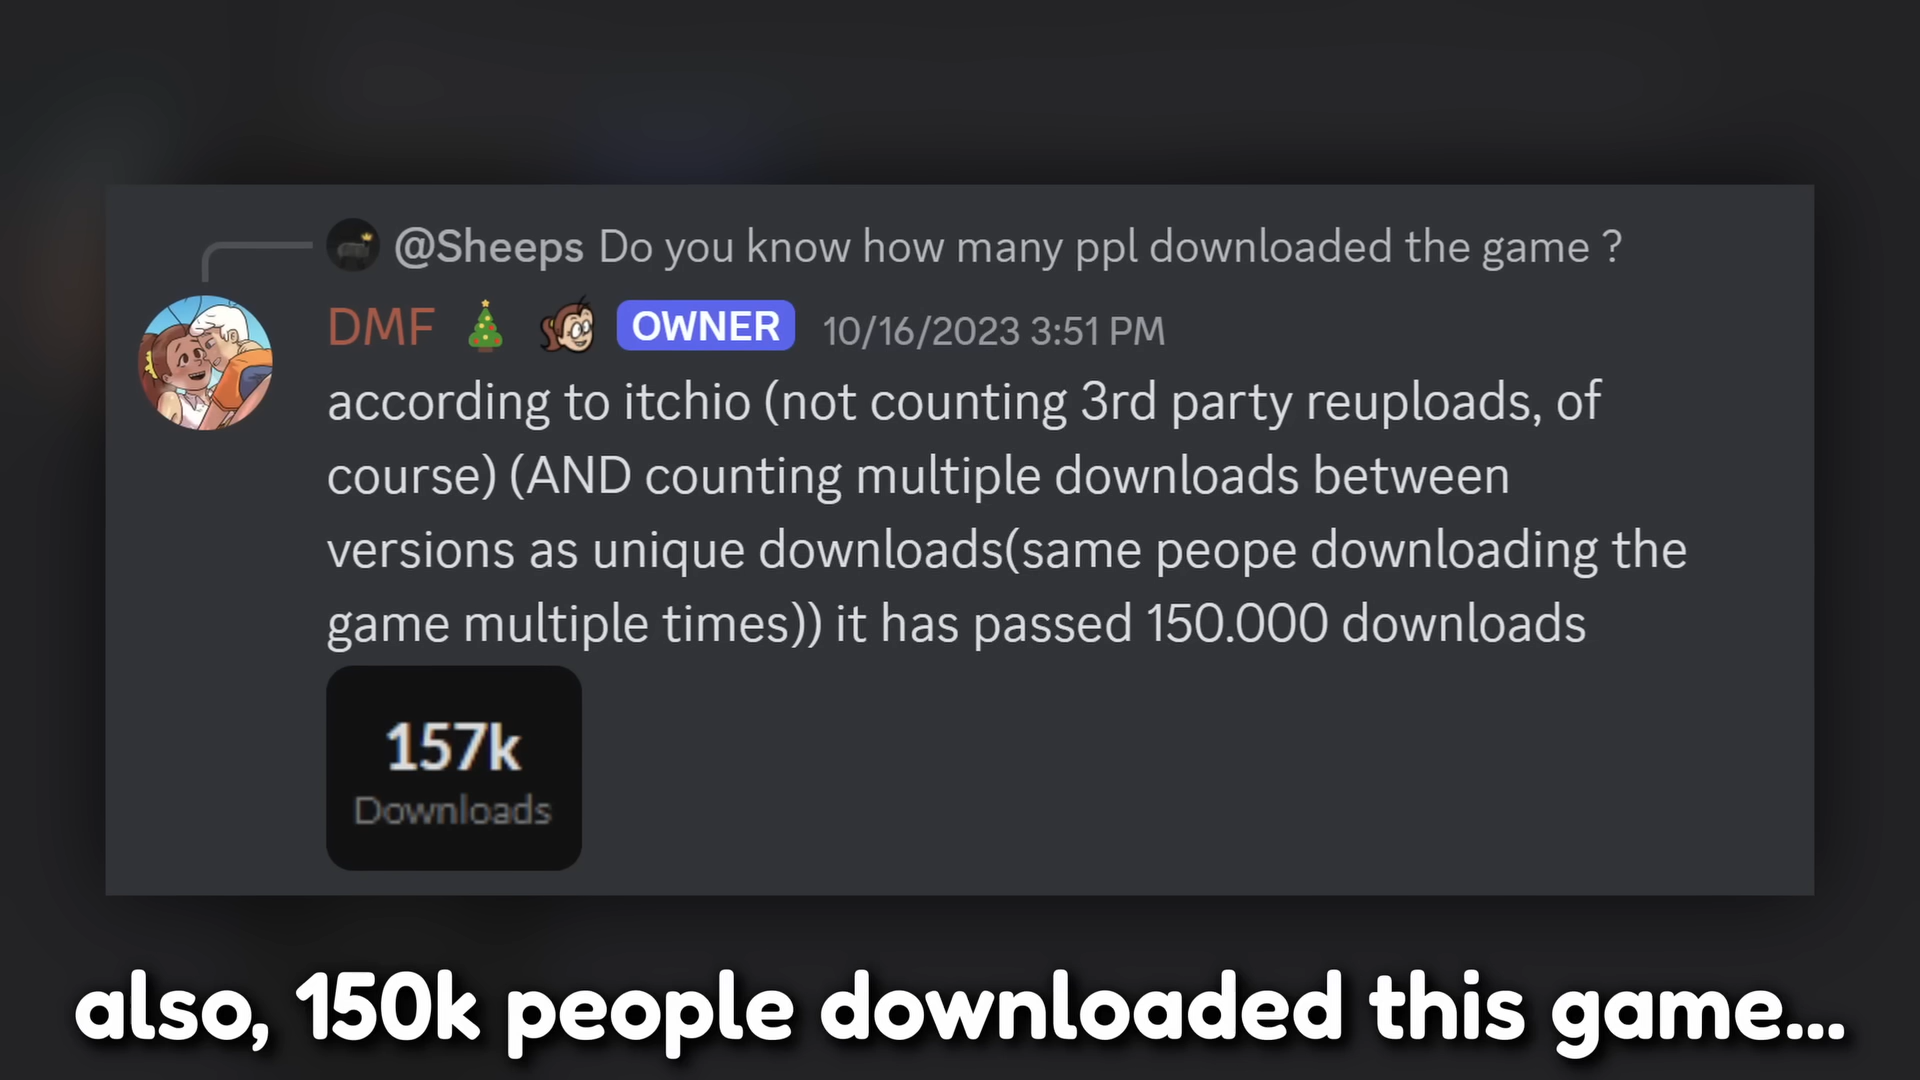 @Sheeps Do you know how many ppl downloaded the game ?
DMF OWNER 10/16/2023 3:51 PM
according to itchio (not counting 3rd party reuploads, of
course) (AND counting multiple downloads between
versions as unique downloads(same peope downloading the
game multiple times)) it has passed 150.000 downloads
157k
Downloads
also, 150k people downloaded this game...